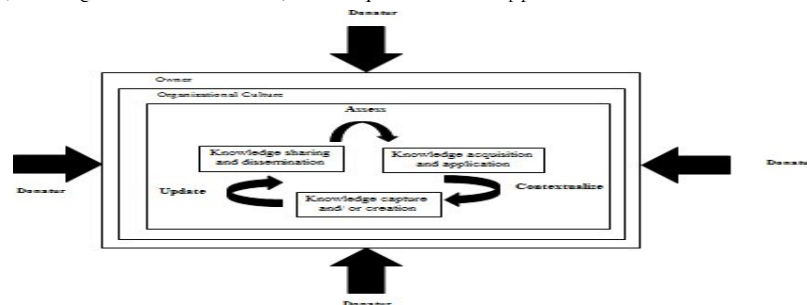 Donatur
Owner
Organizational Culture
Assess
Knowledge sharing
and dissemination
Knowledge acquisition
and application
Donatur
Donatur
Update
Contextualize
Knowledge capture
and/ or creation
Donatur